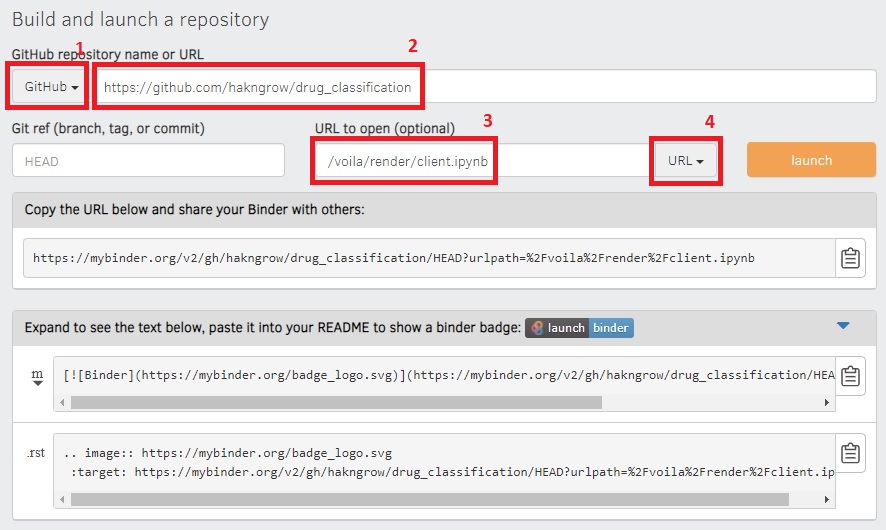 Build and launch a repository
GitHub repository name or URL
1
2
GitHub
https://github.com/hakngrow/drug_classification
Git ref (branch, tag, or commit)
URL to open (optional)
3
4
HEAD
/voila/render/client.ipynb
URL
launch
Copy the URL below and share your Binder with others:
https://mybinder.org/v2/gh/hakngrow/drug_classification/HEAD?urlpath=%2Fvoila%2Frender%2Fclient.ipynb
Expand to see the text below, paste it into your README to show a binder badge: launch binder
m
[![Binder](https://mybinder.org/badge_logo.svg)](https://mybinder.org/v2/gh/hakngrow/drug_classification/HEA
.rst
.. image:: https://mybinder.org/badge_logo.svg
:target: https://mybinder.org/v2/gh/hakngrow/drug_classification/HEAD?urlpath=%2Fvoila%2Frender%2Fclient.ip